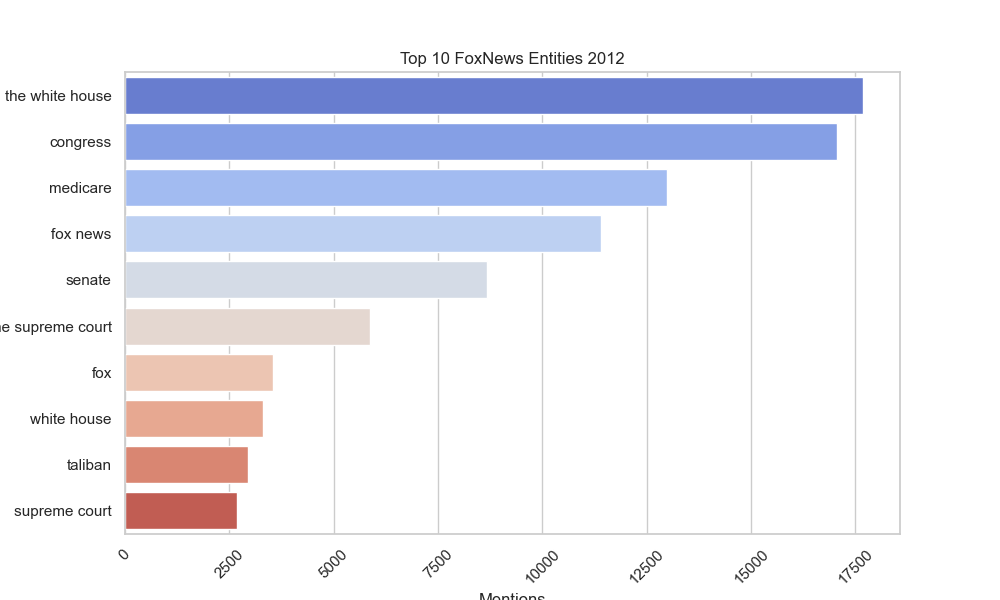 Top 10 FoxNews Entities 2012
the white house
congress
medicare
fox news
senate
supreme court
fox
white house
taliban
supreme court
0
2500
5000
7500
10000
12500
15000
17500
Mentions